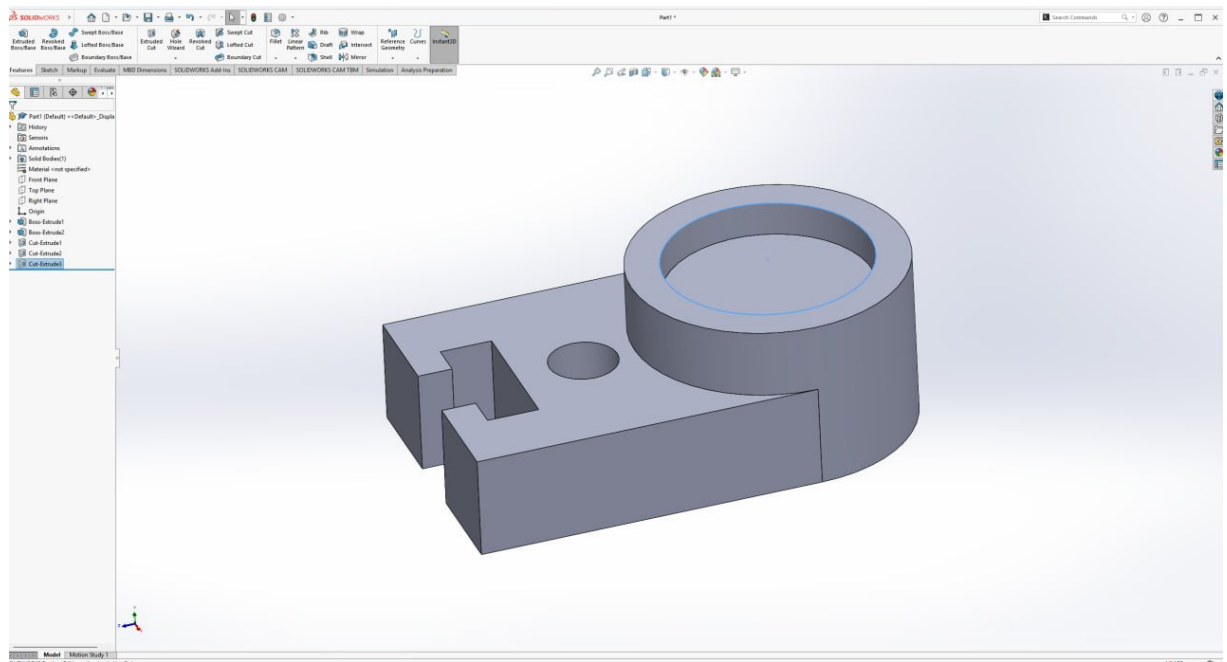 SOLIDWORKS
Part1 *
Search Commands
Extruded Boss/Base
Revolved Boss/Base
Swept Boss/Base
Lofted Boss/Base
Boundary Boss/Base
Extruded Cut
Hole Wizard
Revolved Cut
Swept Cut
Lofted Cut
Boundary Cut
Fillet
Linear Pattern
Rib
Draft
Shell
Wrap
Intersect
Mirror
Reference Geometry
Curves
Instant3D
Features Sketch Markup Evaluate MBD Dimensions SOLIDWORKS Add-Ins SOLIDWORKS CAM SOLIDWORKS CAM TBM Simulation Analysis Preparation
Part1 (Default) <<Default>_Displa
History
Sensors
Annotations
Solid Bodies(1)
Material <not specified>
Front Plane
Top Plane
Right Plane
Origin
Boss-Extrude1
Boss-Extrude2
Cut-Extrude1
Cut-Extrude2
Cut-Extrude3
Model Motion Study 1